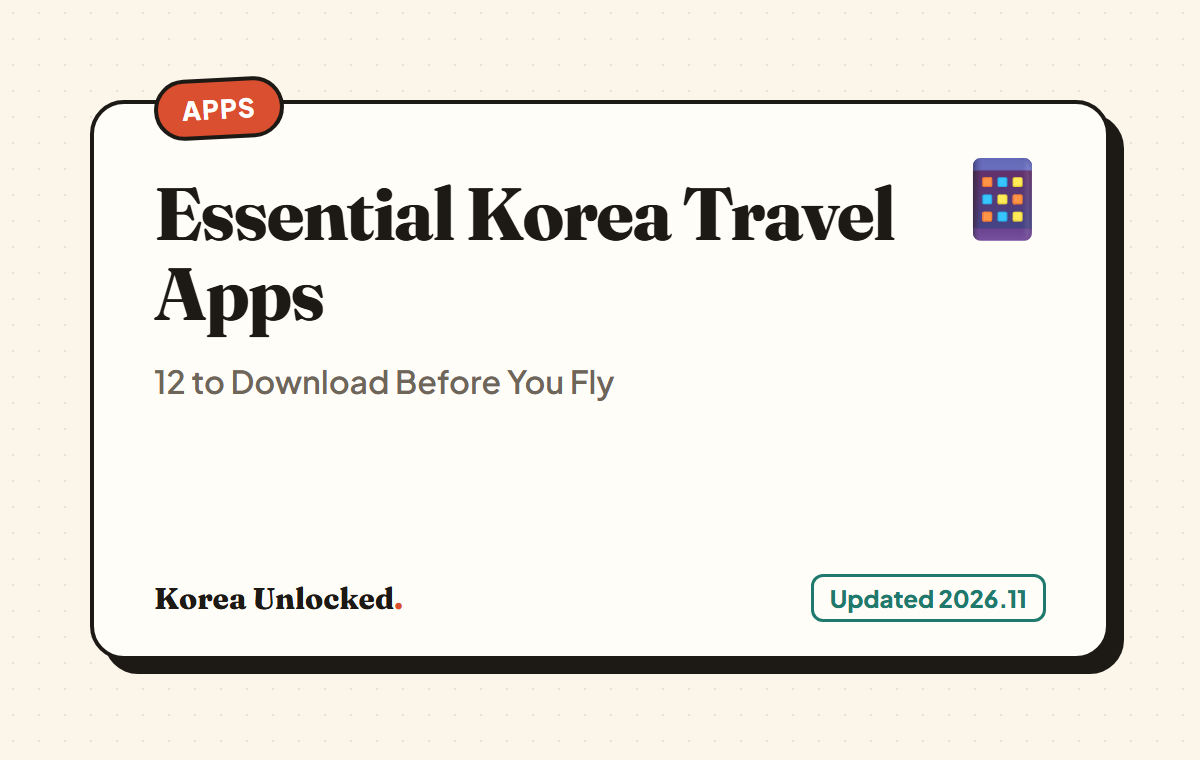 APPS
Essential Korea Travel
Apps
12 to Download Before You Fly
Korea Unlocked.
Updated 2026.11